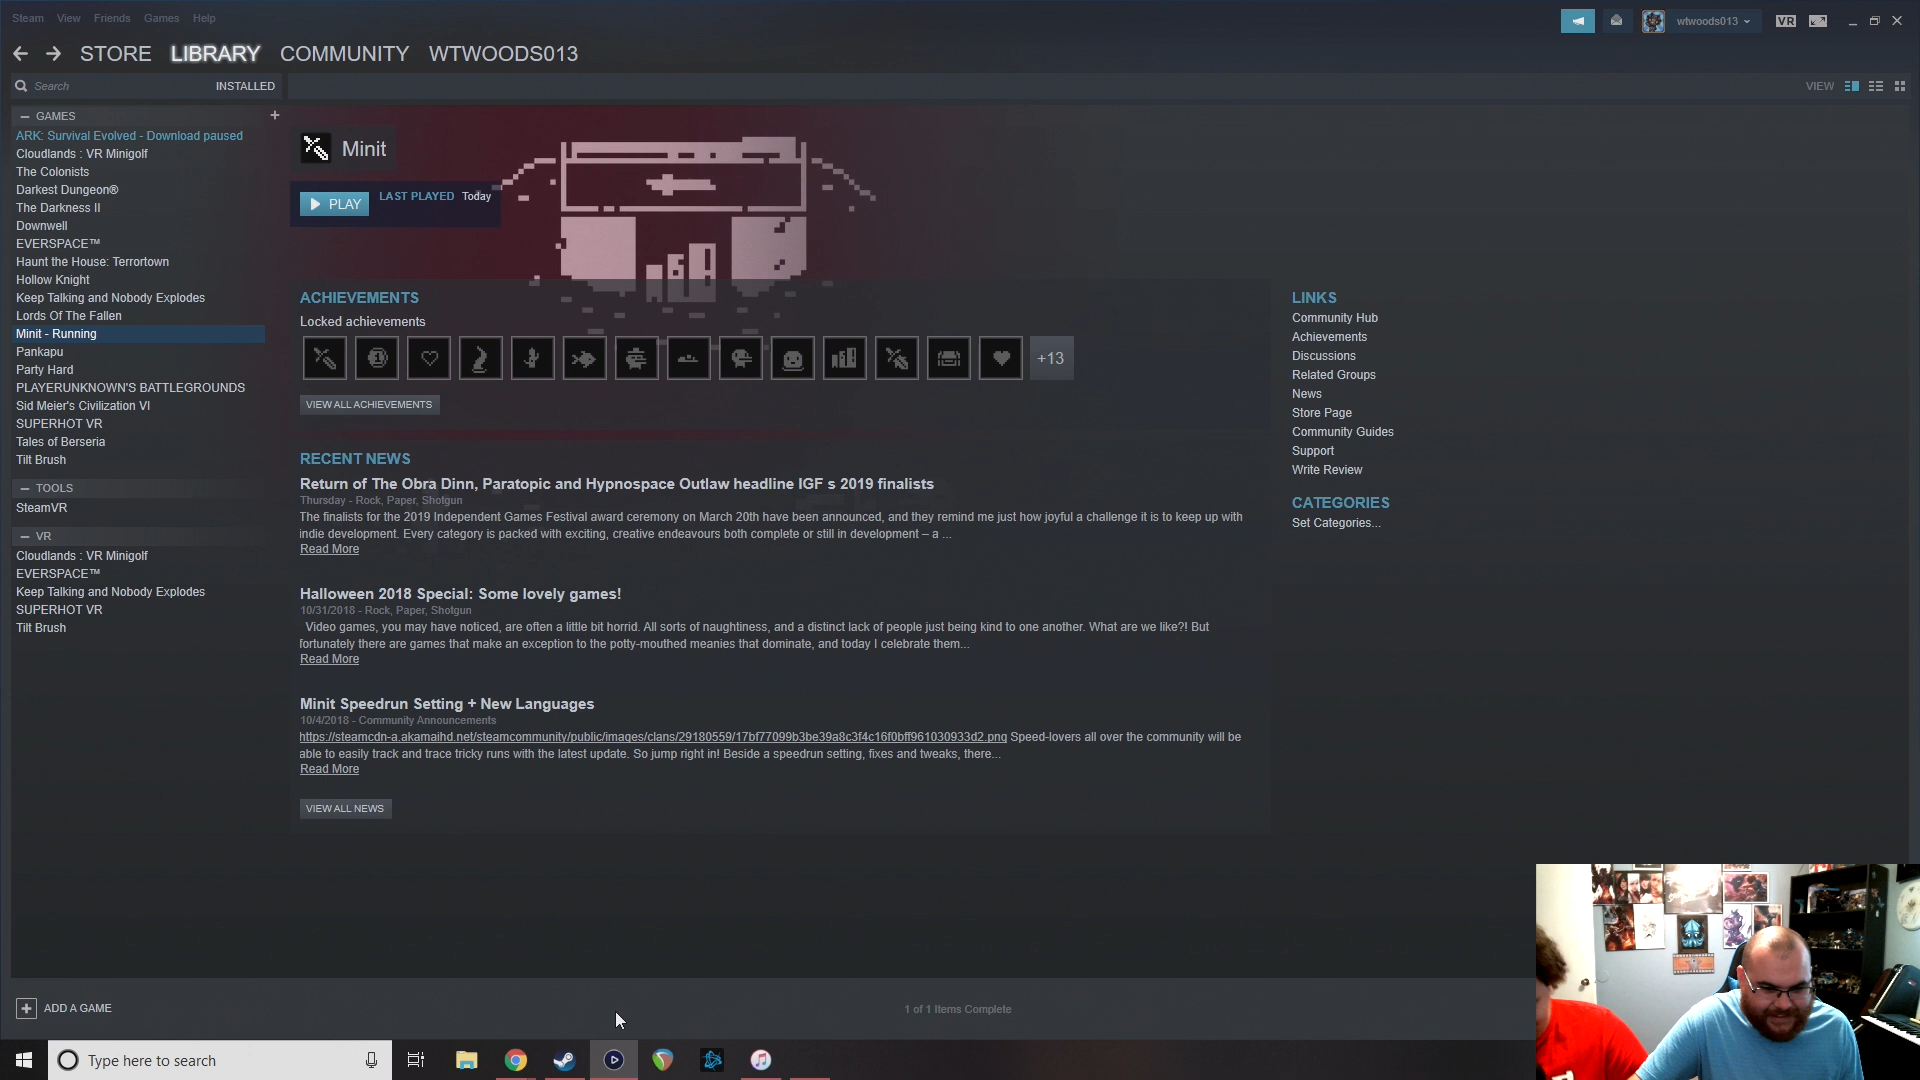 Steam View Friends Games Help
wtwoods013
VR
STORE LIBRARY COMMUNITY WTWOODS013
Search INSTALLED
VIEW
GAMES
ARK: Survival Evolved - Download paused
Cloudlands : VR Minigolf
The Colonists
Darkest Dungeon®
The Darkness II
Downwell
EVERSPACE™
Haunt the House: Terrortown
Hollow Knight
Keep Talking and Nobody Explodes
Lords Of The Fallen
Minit - Running
Pankapu
Party Hard
PLAYERUNKNOWN'S BATTLEGROUNDS
Sid Meier's Civilization VI
SUPERHOT VR
Tales of Berseria
Tilt Brush
TOOLS
SteamVR
VR
Cloudlands : VR Minigolf
EVERSPACE™
Keep Talking and Nobody Explodes
SUPERHOT VR
Tilt Brush
Minit
PLAY
LAST PLAYED Today
ACHIEVEMENTS
Locked achievements
+13
VIEW ALL ACHIEVEMENTS
RECENT NEWS
Return of The Obra Dinn, Paratopic and Hypnospace Outlaw headline IGF s 2019 finalists
Thursday - Rock, Paper, Shotgun
The finalists for the 2019 Independent Games Festival award ceremony on March 20th have been announced, and they remind me just how joyful a challenge it is to keep up with
indie development. Every category is packed with exciting, creative endeavours both complete or still in development – a ...
Read More
Halloween 2018 Special: Some lovely games!
10/31/2018 - Rock, Paper, Shotgun
Video games, you may have noticed, are often a little bit horrid. All sorts of naughtiness, and a distinct lack of people just being kind to one another. What are we like?! But
fortunately there are games that make an exception to the potty-mouthed meanies that dominate, and today I celebrate them...
Read More
Minit Speedrun Setting + New Languages
10/4/2018 - Community Announcements
https://steamcdn-a.akamaihd.net/steamcommunity/public/images/clans/29180559/17bf77099b3be39a8c3f4c16f0bff961030933d2.png Speed-lovers all over the community will be
able to easily track and trace tricky runs with the latest update. So jump right in! Beside a speedrun setting, fixes and tweaks, there...
Read More
VIEW ALL NEWS
LINKS
Community Hub
Achievements
Discussions
Related Groups
News
Store Page
Community Guides
Support
Write Review
CATEGORIES
Set Categories...
ADD A GAME
1 of 1 Items Complete
Type here to search